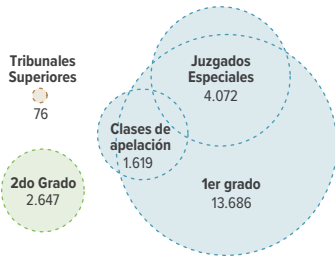 Tribunales
Superiores
76
Juzgados
Especiales
4.072
Clases de
apelación
1.619
2do Grado
2.647
1er grado
13.686